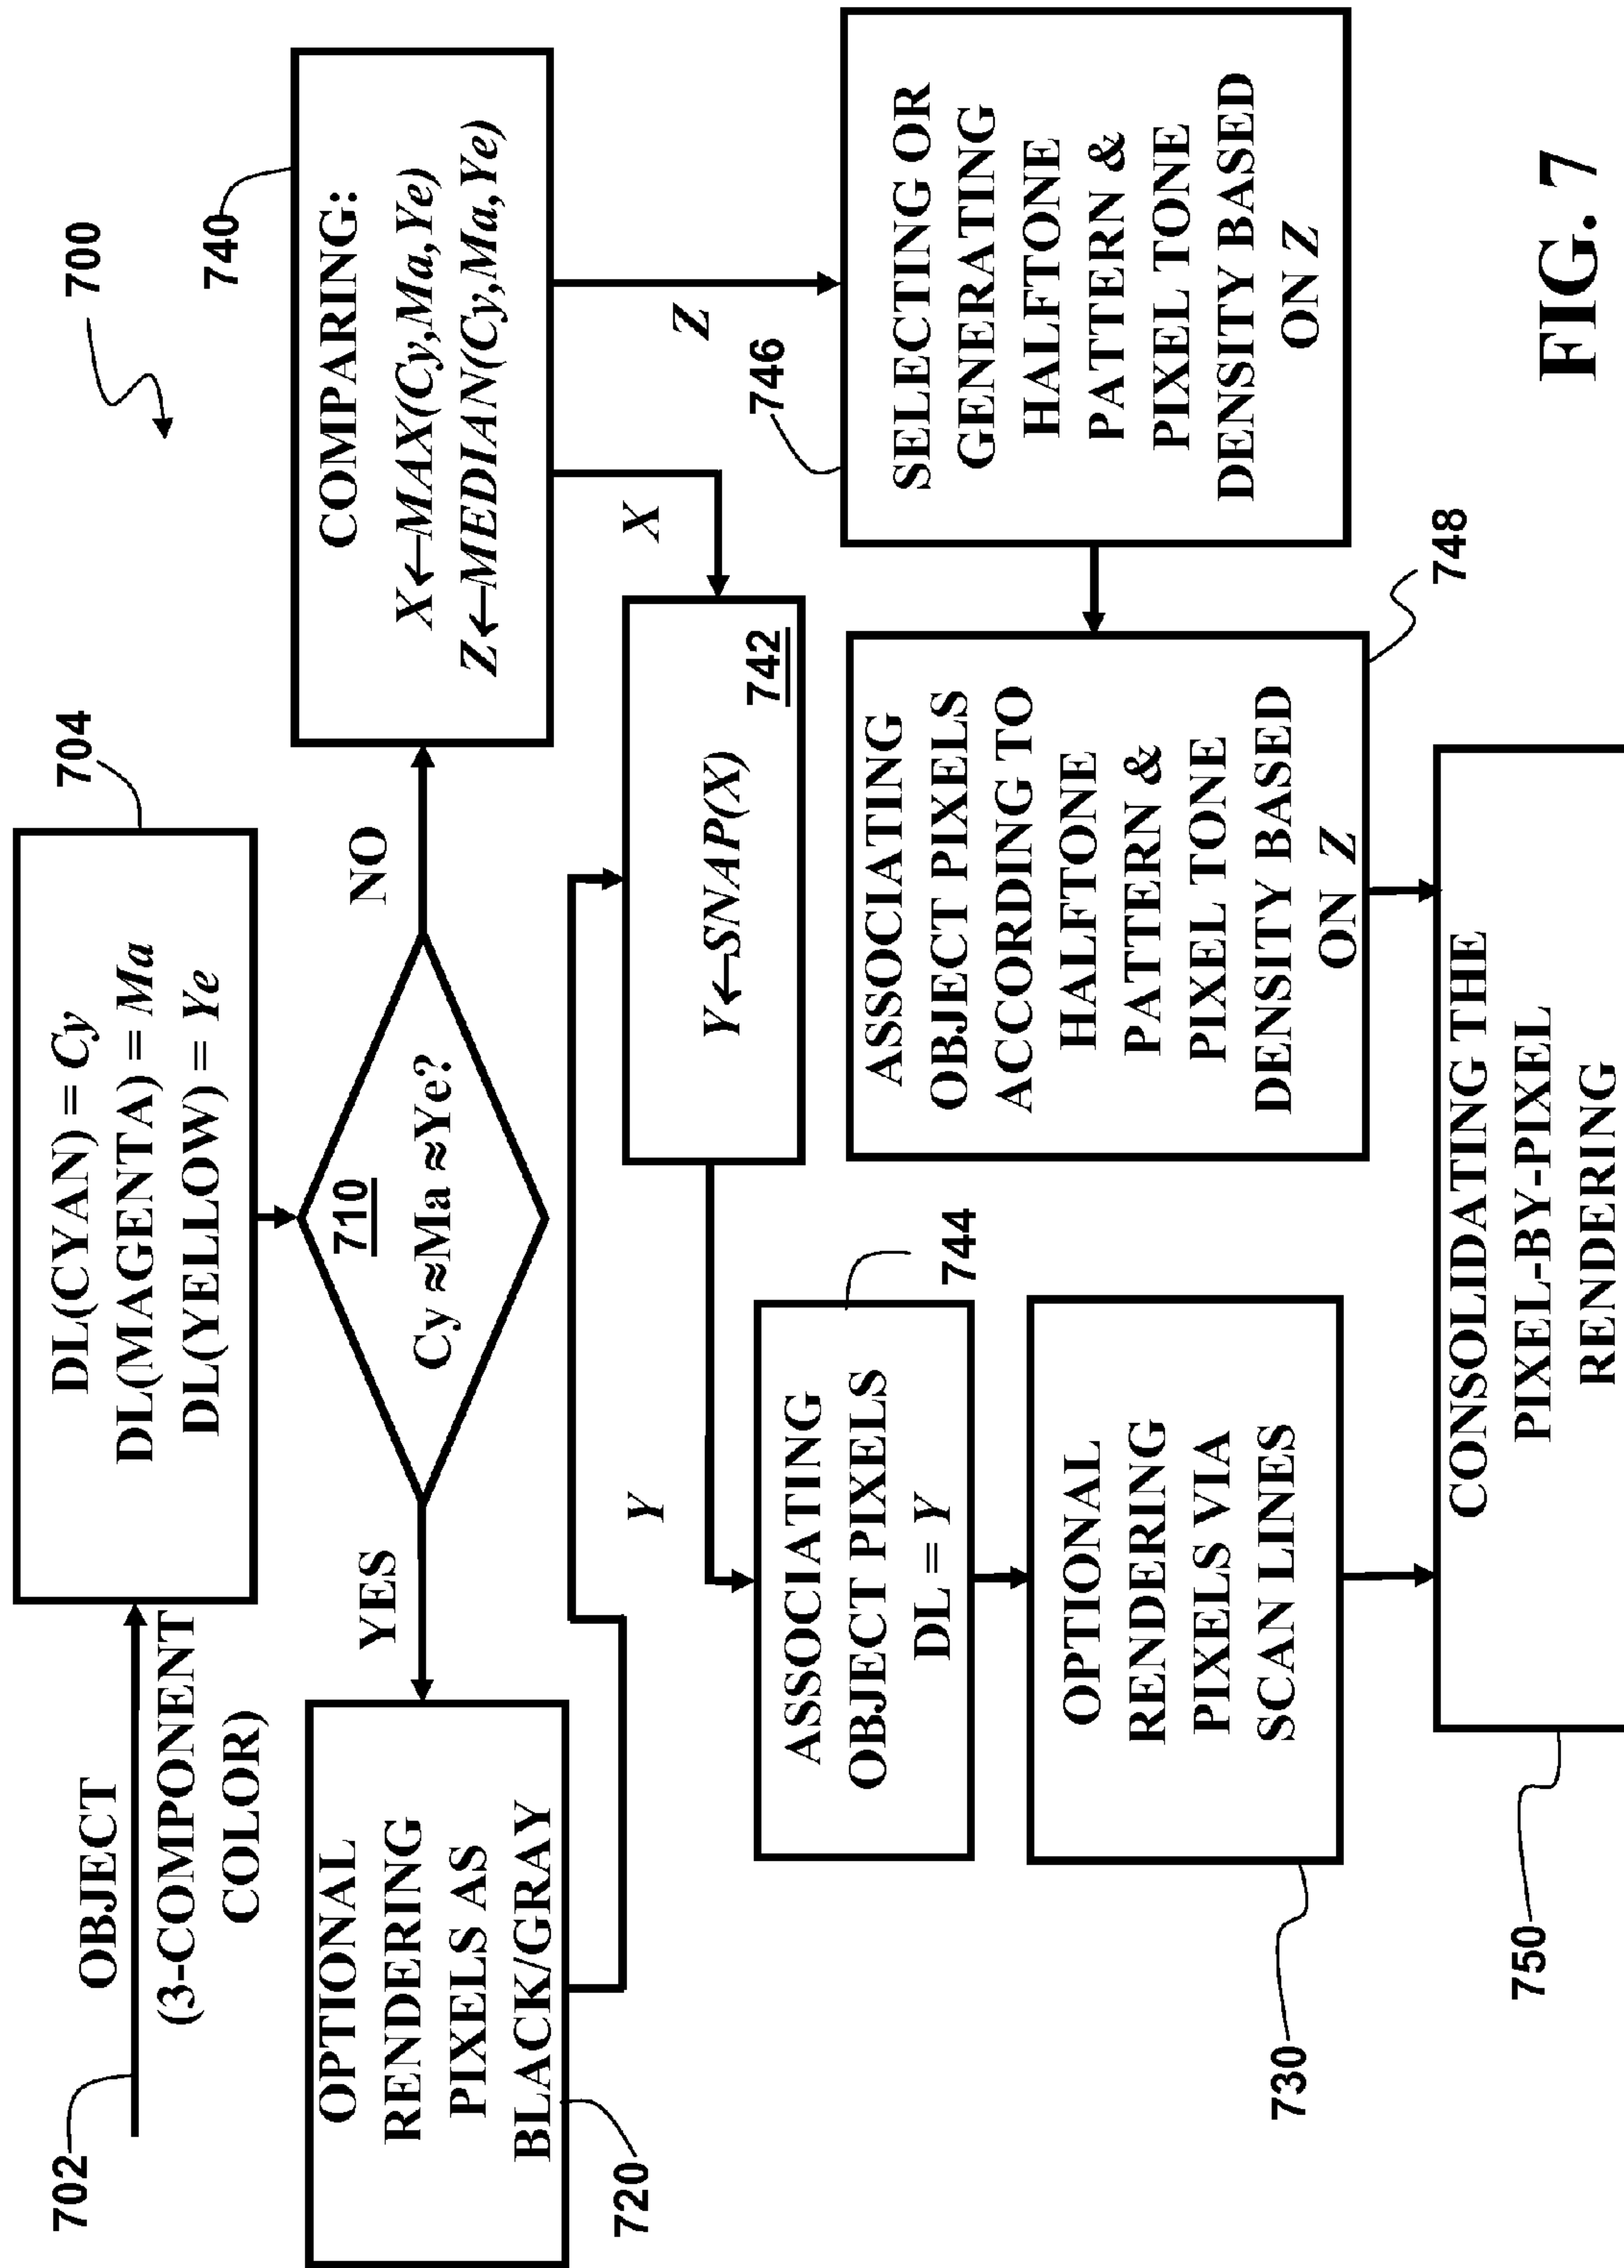 700
702
OBJECT
(3-COMPONENT
COLOR)
704
DL(CYAN) = Cy
DL(MAGENTA) = Ma
DL(YELLOW) = Ye
710
Cy ≈Ma ≈Ye?
YES
NO
OPTIONAL
RENDERING
PIXELS AS
BLACK/GRAY
720
740
COMPARING:
X←MAX(Cy,Ma,Ye)
Z←MEDIAN(Cy,Ma,Ye)
X
Z
Y←SNAP(X)
742
Y
744
ASSOCIATING
OBJECT PIXELS
DL = Y
746
SELECTING OR
GENERATING
HALFTONE
PATTERN &
PIXEL TONE
DENSITY BASED
ON Z
748
ASSOCIATING
OBJECT PIXELS
ACCORDING TO
HALFTONE
PATTERN &
PIXEL TONE
DENSITY BASED
ON Z
OPTIONAL
RENDERING
PIXELS VIA
SCAN LINES
730
CONSOLIDATING THE
PIXEL-BY-PIXEL
RENDERING
750
FIG. 7